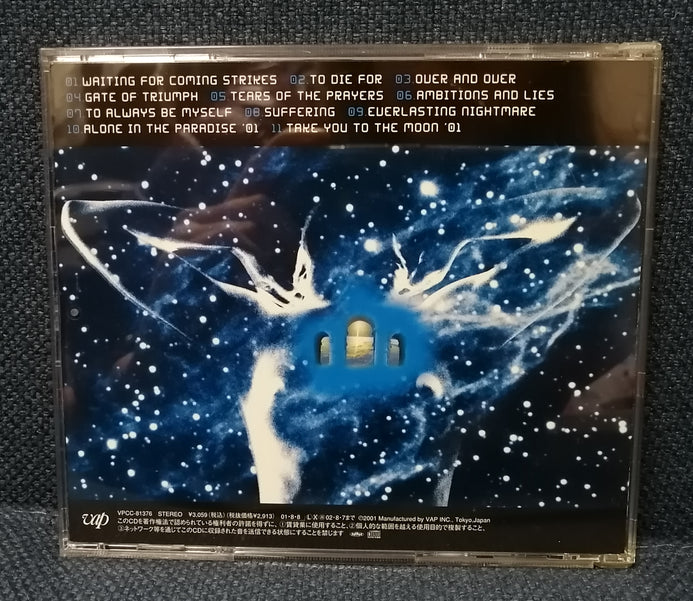 01 WAITING FOR COMING STRIKES 02 TO DIE FOR 03 OVER AND OVER
04 GATE OF TRIUMPH 05 TEARS OF THE PRAYERS 06 AMBITIONS AND LIES
07 TO ALWAYS BE MYSELF 08 SUFFERING 09 EVERLASTING NIGHTMARE
10 ALONE IN THE PARADISE '01 11 TAKE YOU TO THE MOON '01
vap
VPCC-81376 STEREO ¥3,059(税込)(税抜価格¥2,913) 01・8・8 L X 02・8・7まで ℗2001 Manufactured by VAP INC., Tokyo,Japan
このCDを著作権法で認められている権利者の許諾を得ずに、①賃貸業に使用すること、②個人的な範囲を超える使用目的で複製すること、
③ネットワーク等を通じてこのCDに収録された音を送信できる状態にすることを禁じます